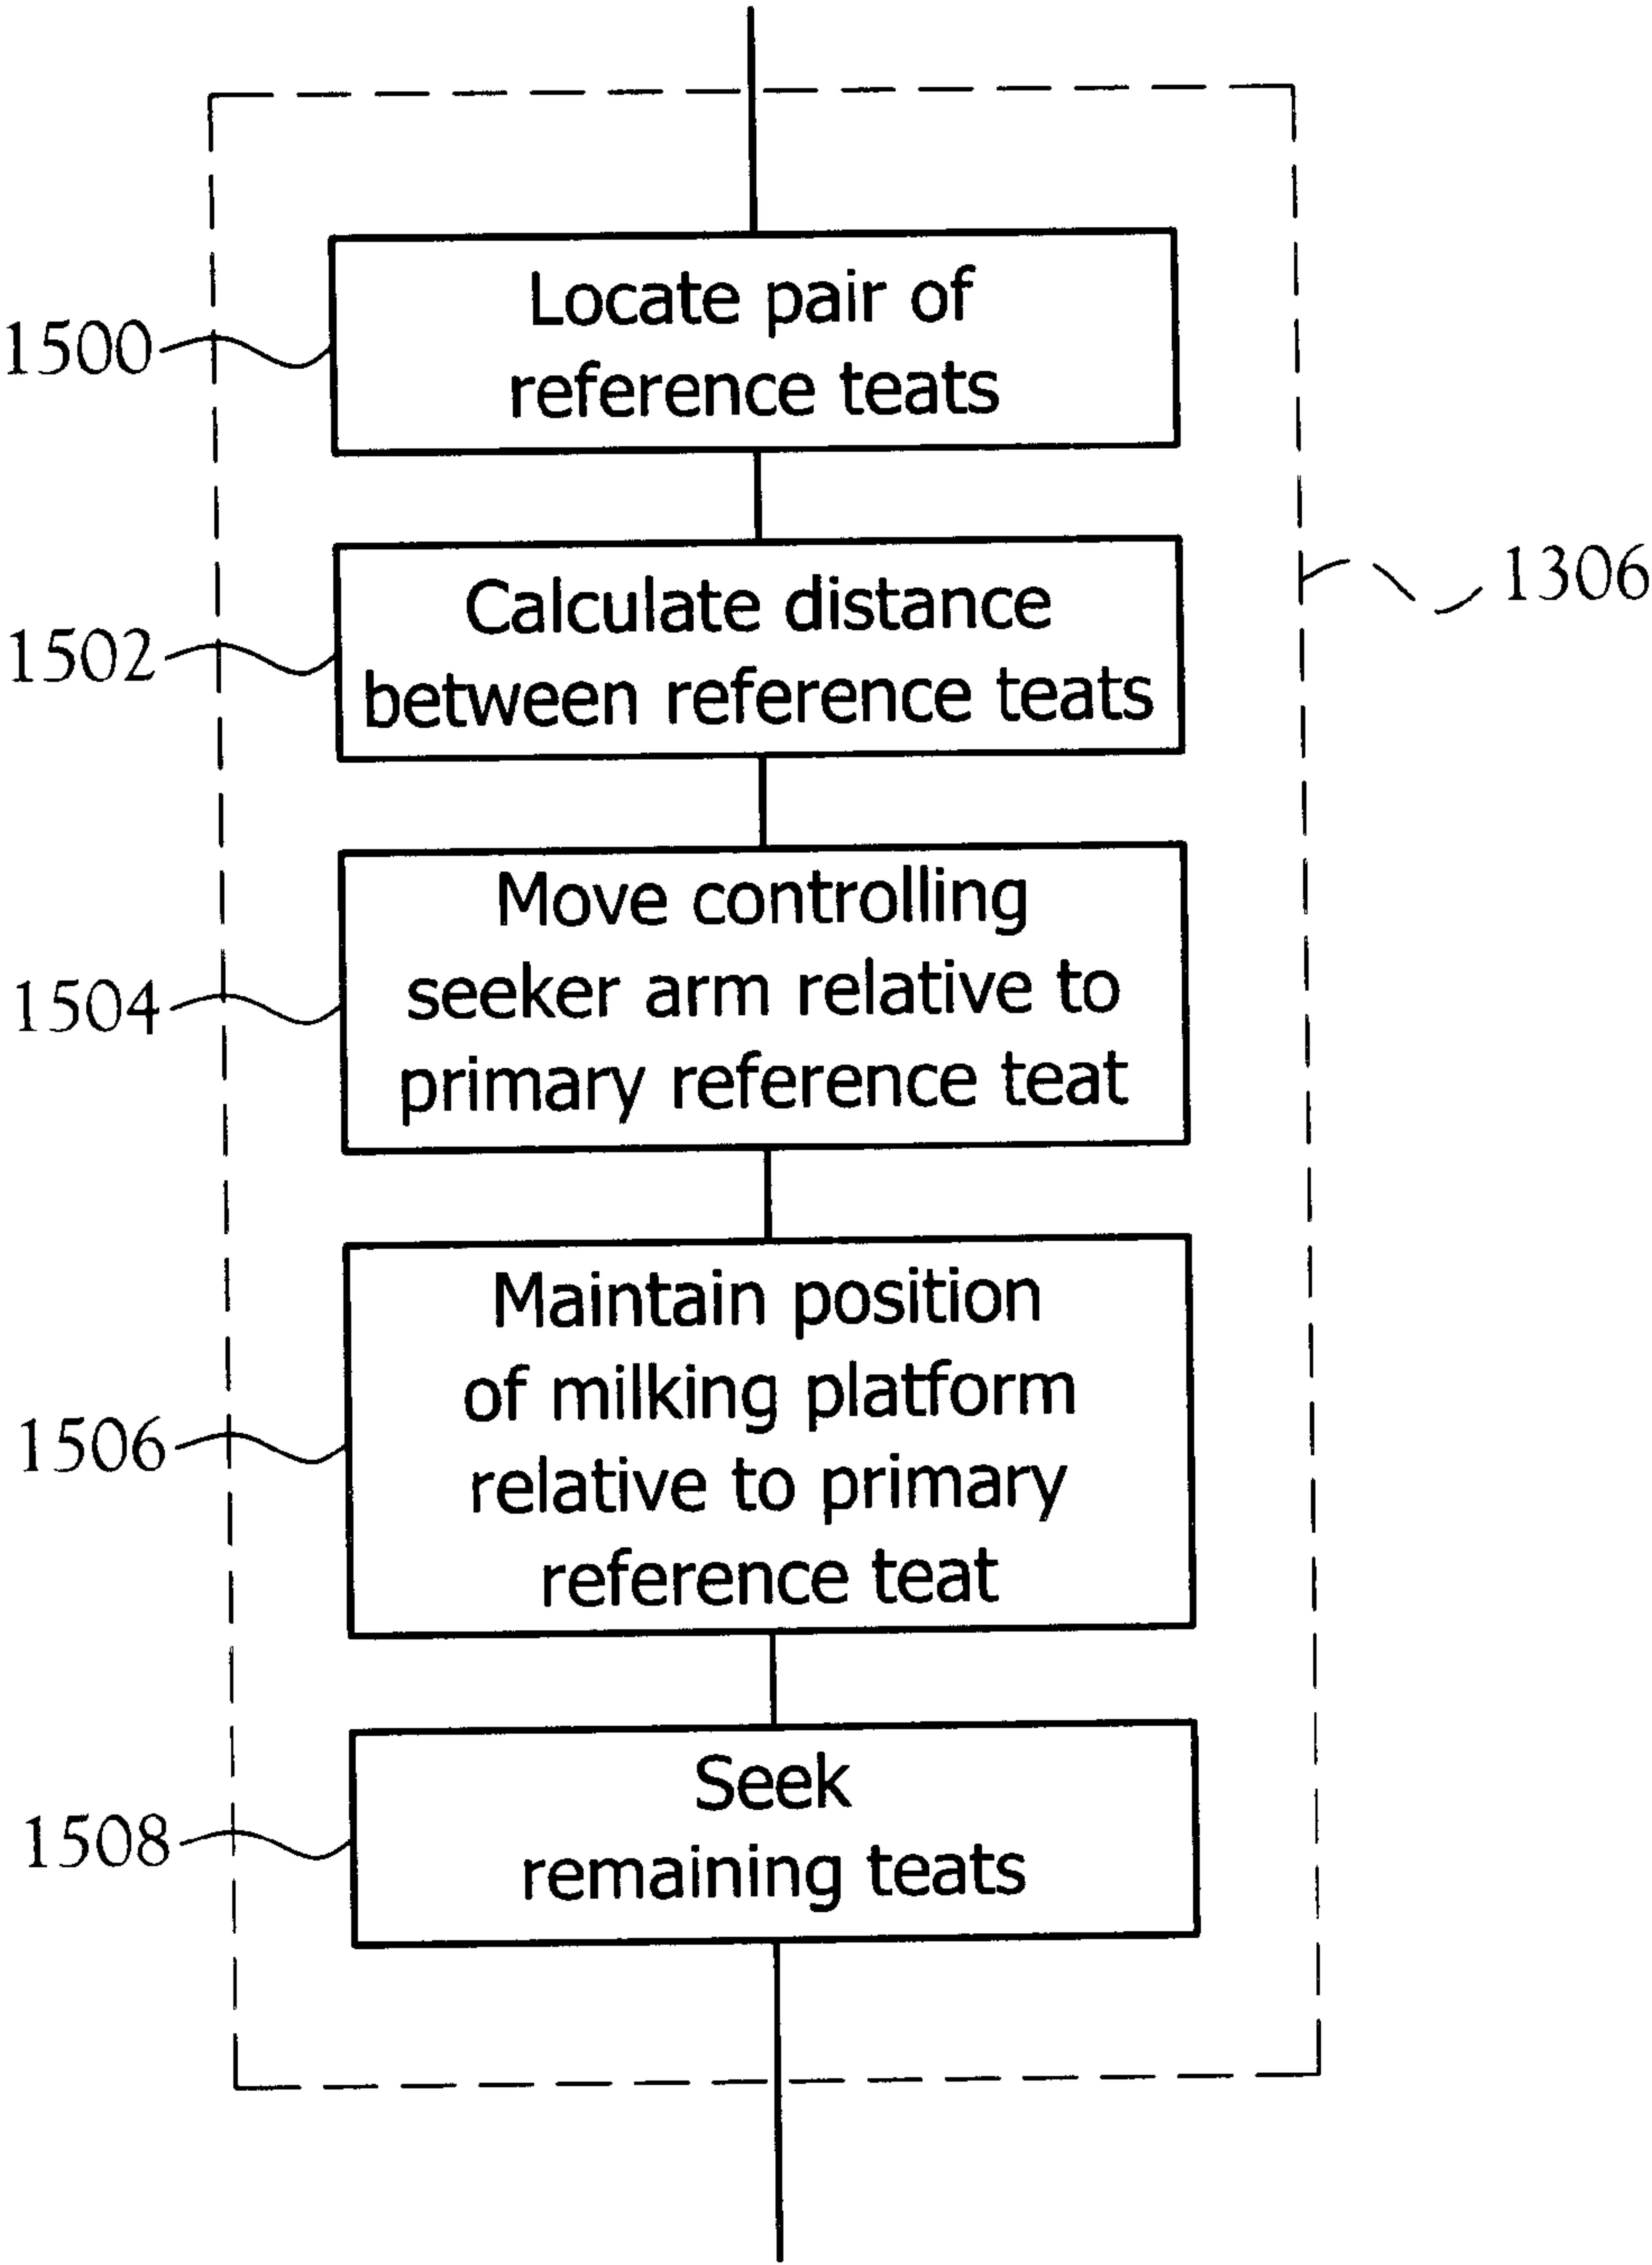 Locate pair of
reference teats
1500
Calculate distance
between reference teats
1502
1306
Move controlling
seeker arm relative to
primary reference teat
1504
Maintain position
of milking platform
relative to primary
reference teat
1506
Seek
remaining teats
1508